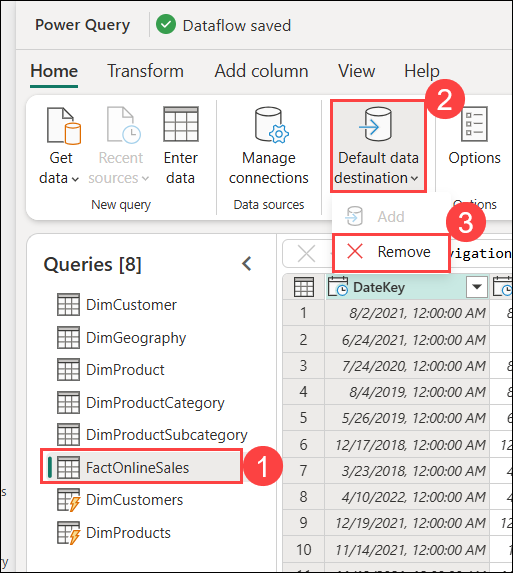 Power Query
Dataflow saved
Home Transform Add column View Help
2
Get data
Recent sources
Enter data
Manage connections
Default data destination
Options
New query
Data sources
Options
Add
3
Remove
Queries [8]
DimCustomer
DimGeography
DimProduct
DimProductCategory
DimProductSubcategory
FactOnlineSales
1
DimCustomers
DimProducts
DateKey
1 8/2/2021, 12:00:00 AM
2 6/24/2021, 12:00:00 AM
3 7/24/2020, 12:00:00 AM
4 8/4/2019, 12:00:00 AM
5 5/26/2019, 12:00:00 AM
6 12/17/2018, 12:00:00 AM
7 3/23/2018, 12:00:00 AM
8 4/10/2022, 12:00:00 AM
9 12/19/2021, 12:00:00 AM
10 11/14/2021, 12:00:00 AM